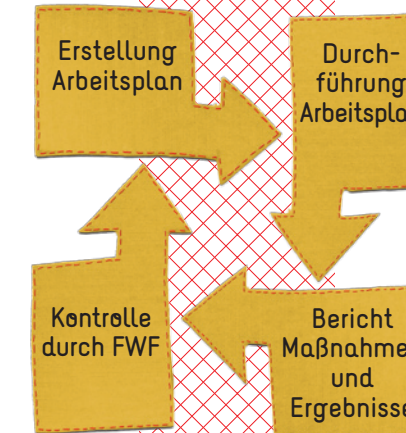 Erstellung
Arbeitsplan
Durch-
führung
Arbeitspla
Kontrolle
durch FWF
Bericht
Maßnahme
und
Ergebnisse